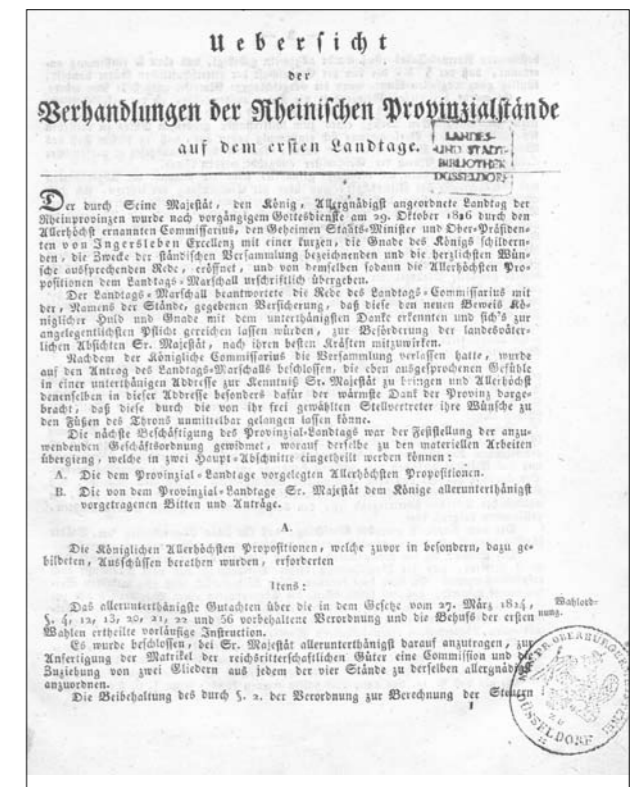 Uebersicht
der
Verhandlungen der Rheinischen Provinzialstände
auf dem ersten Landtage.
LANDES-
UND STADT-
BIBLIOTHEK
DÜSSELDORF
Der durch Seine Majestät, den König, Allergnädigst angeordnete Landtag der
Rheinprovinzen wurde nach vorgängigem Gottesdienste am 29. Oktober 1826 durch den
Allerhöchst ernannten Commissarius, den Geheimen Staats-Minister und Ober-Präsiden-
ten von Ingersleben Excellenz mit einer kurzen, die Gnade des Königs schildern-
den, die Zwecke der ständischen Versammlung bezeichnenden und die herzlichsten Wün-
sche aussprechenden Rede, eröffnet, und von demselben sodann die Allerhöchsten Pro-
positionen dem Landtags-Marschall urschriftlich übergeben.
Der Landtags-Marschall beantwortete die Rede des Landtags-Commissarius mit
der, Namens der Stände, gegebenen Versicherung, daß diese den neuen Beweis Kö-
niglicher Huld und Gnade mit dem unterthänigsten Danke erkennten und sich's zur
angelegentlichsten Pflicht gereichen lassen würden, zur Beförderung der landesväter-
lichen Absichten Sr. Majestät, nach ihren besten Kräften mitzuwirken.
Nachdem der Königliche Commissarius die Versammlung verlassen hatte, wurde
auf den Antrag des Landtags-Marschalls beschlossen, die eben ausgesprochenen Gefühle
in einer unterthänigen Addresse zur Kenntniß Sr. Majestät zu bringen und Allerhöchst
denenselben in dieser Addresse besonders dafür der wärmste Dank der Provinz darge-
bracht, daß diese durch die von ihr frei gewählten Stellvertreter ihre Wünsche zu
den Füßen des Throns unmittelbar gelangen lassen könne.
Die nächste Beschäftigung des Provinzial-Landtags war der Feststellung der anzu-
wendenden Geschäftsordnung gewidmet, worauf derselbe zu den materiellen Arbeiten
übergieng, welche in zwei Haupt-Abschnitte eingetheilt werden können:
A. Die dem Provinzial-Landtage vorgelegten Allerhöchsten Propositionen.
B. Die von dem Provinzial-Landtage Sr. Majestät dem Könige allerunterthänigst
vorgetragenen Bitten und Anträge.
A.
Die Königlichen Allerhöchsten Propositionen, welche zuvor in besondern, dazu ge-
bildeten, Ausschüssen berathen wurden, erforderten
Itens:
Das allerunterthänigste Gutachten über die in dem Gesetze vom 27. März 1824,
§. 4, 12, 13, 20, 21, 22 und 56 vorbehaltene Verordnung und die Behufs der ersten
Wahlen ertheilte vorläufige Instruction.
Wahlord-
nung.
Es wurde beschlossen, bei Sr. Majestät allerunterthänigst darauf anzutragen, zur
Anfertigung der Matrikel der reichsritterschaftlichen Güter eine Commission und die
Zuziehung von zwei Gliedern aus jedem der vier Stände zu derselben allergnädigst
anzuordnen.
Die Beibehaltung des durch §. 2. der Verordnung zur Berechnung der Steuern
1
DÜSSELDORF